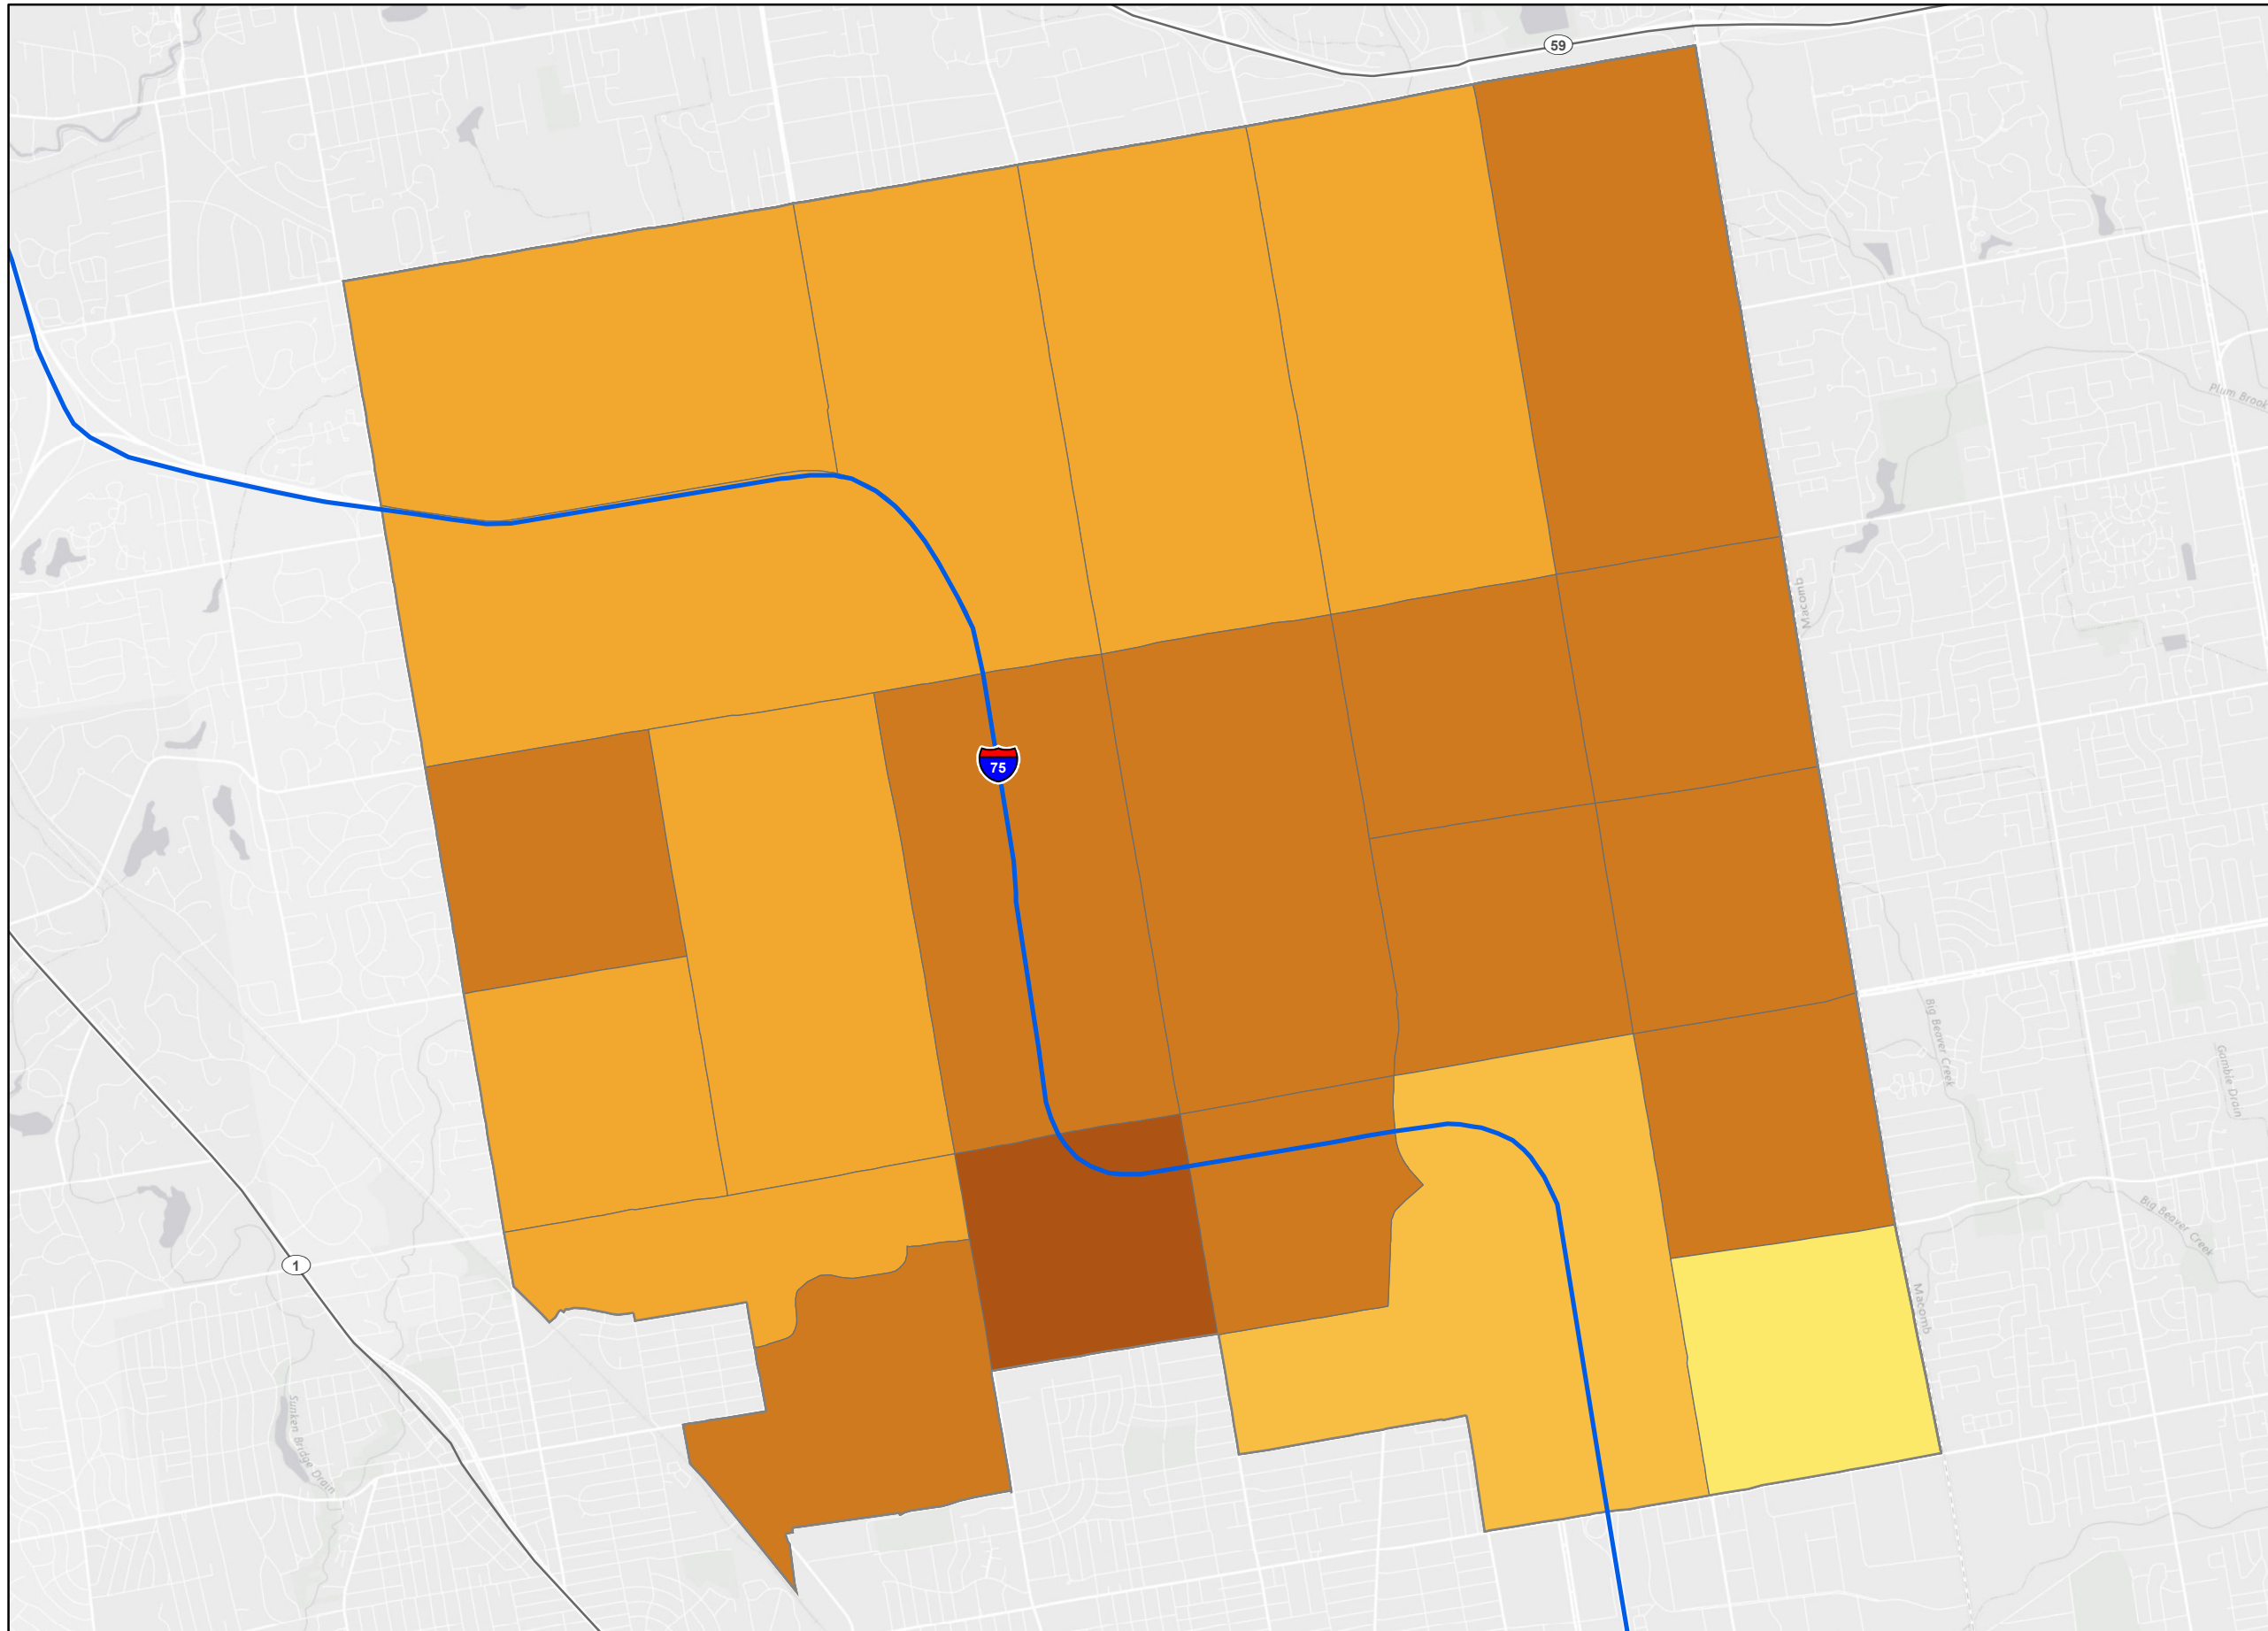 59
Plum Brook
Macomb
75
Big Beaver Creek
Gamble Drain
Big Beaver Creek
1
Macomb
Sunken Bridge Drain